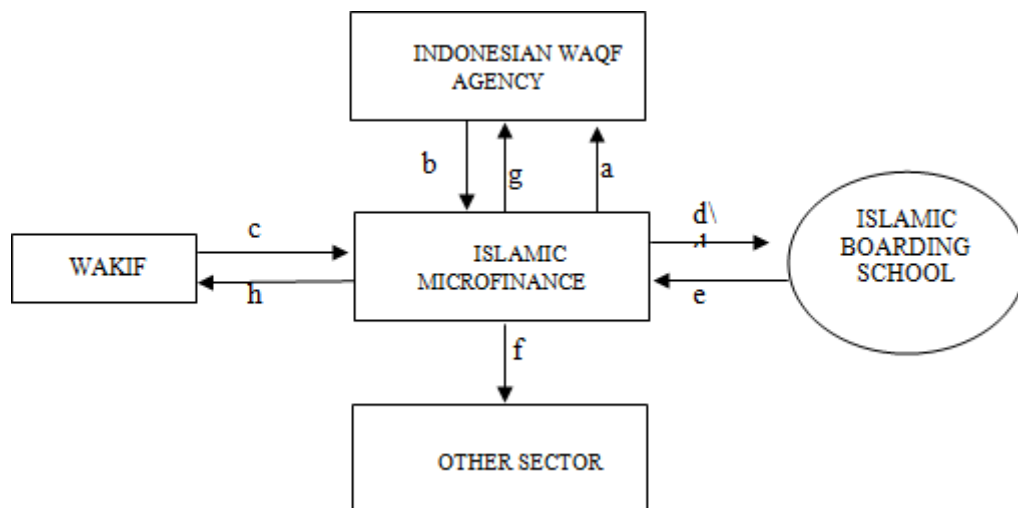 INDONESIAN WAQF
AGENCY
b
g
a
c
d\
WAKIF
ISLAMIC
MICROFINANCE
ISLAMIC
BOARDING
SCHOOL
h
e
f
OTHER SECTOR